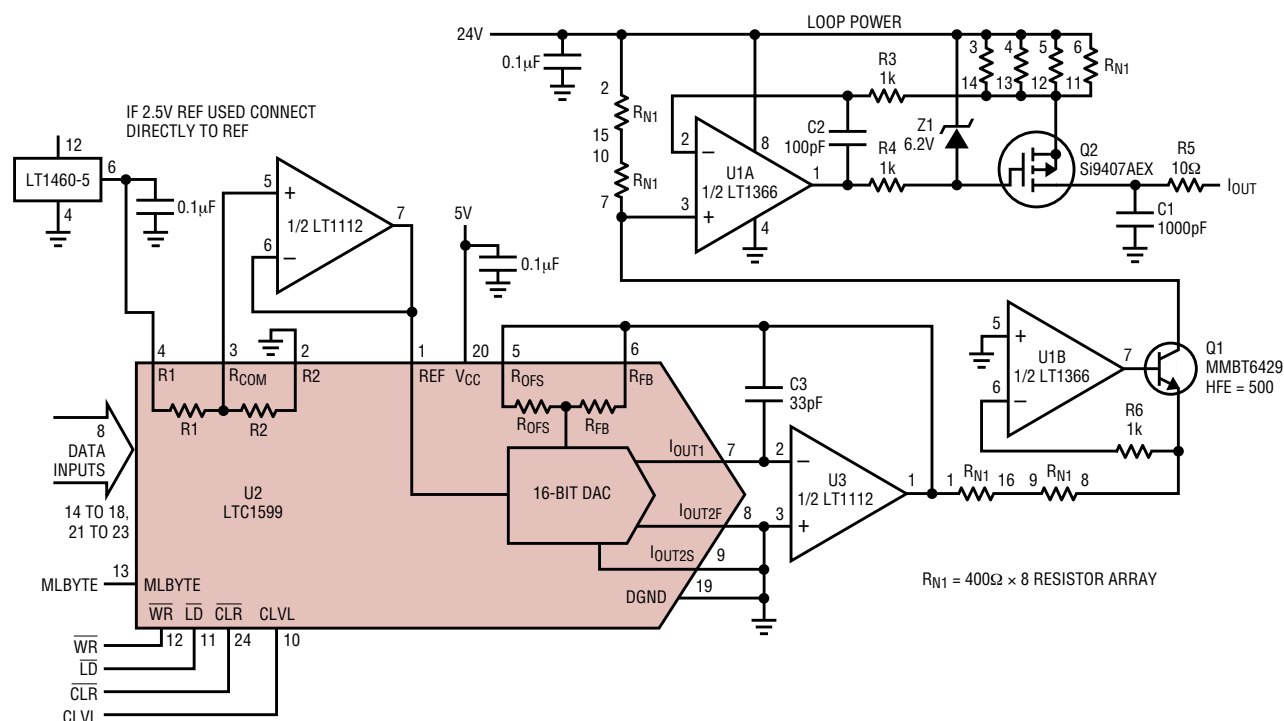 LOOP POWER
24V
0.1µF
2
RN1
15
10
RN1
7
3
4
5
6
14
13
12
11
RN1
R3
1k
C2
100pF
R4
1k
Z1
6.2V
2
−
3
+
U1A
1/2 LT1366
8
1
4
Q2
Si9407AEX
R5
10Ω
IOUT
C1
1000pF
IF 2.5V REF USED CONNECT
DIRECTLY TO REF
12
LT1460-5
6
4
0.1µF
5
+
6
−
1/2 LT1112
7
5V
0.1µF
5
+
6
−
U1B
1/2 LT1366
7
Q1
MMBT6429
HFE = 500
R6
1k
4
3
2
1
20
5
6
R1
RCOM
R2
REF
VCC
ROFS
RFB
R1
R2
ROFS
RFB
C3
33pF
8
DATA
INPUTS
14 TO 18,
21 TO 23
U2
LTC1599
16-BIT DAC
IOUT1
7
IOUT2F
8
IOUT2S
9
DGND
19
2
−
3
+
U3
1/2 LT1112
1
1
RN1
16
9
RN1
8
RN1 = 400Ω × 8 RESISTOR ARRAY
MLBYTE
13
MLBYTE
WR
LD
CLR
CLVL
12
11
24
10
WR
LD
CLR
CLVL